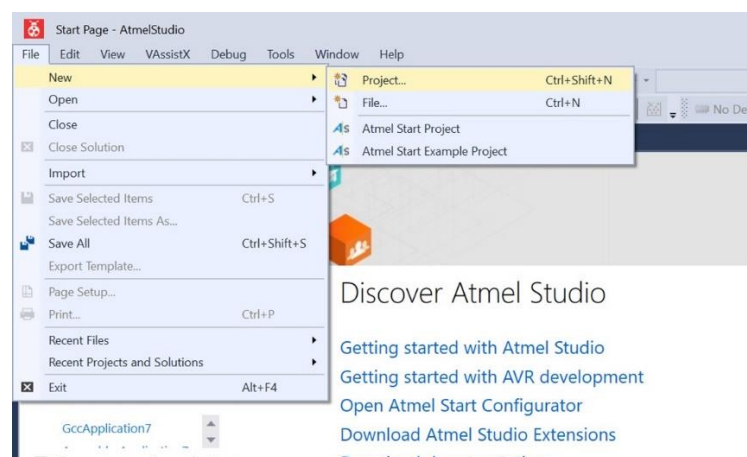 Start Page - AtmelStudio
File Edit View VAssistX Debug Tools Window Help
New
Open
Close
Close Solution
Import
Save Selected Items Ctrl+S
Save Selected Items As...
Save All Ctrl+Shift+S
Export Template...
Page Setup...
Print... Ctrl+P
Recent Files
Recent Projects and Solutions
Exit Alt+F4
Project... Ctrl+Shift+N
File... Ctrl+N
AS Atmel Start Project
AS Atmel Start Example Project
No De
Discover Atmel Studio
Getting started with Atmel Studio
Getting started with AVR development
Open Atmel Start Configurator
Download Atmel Studio Extensions
GccApplication7